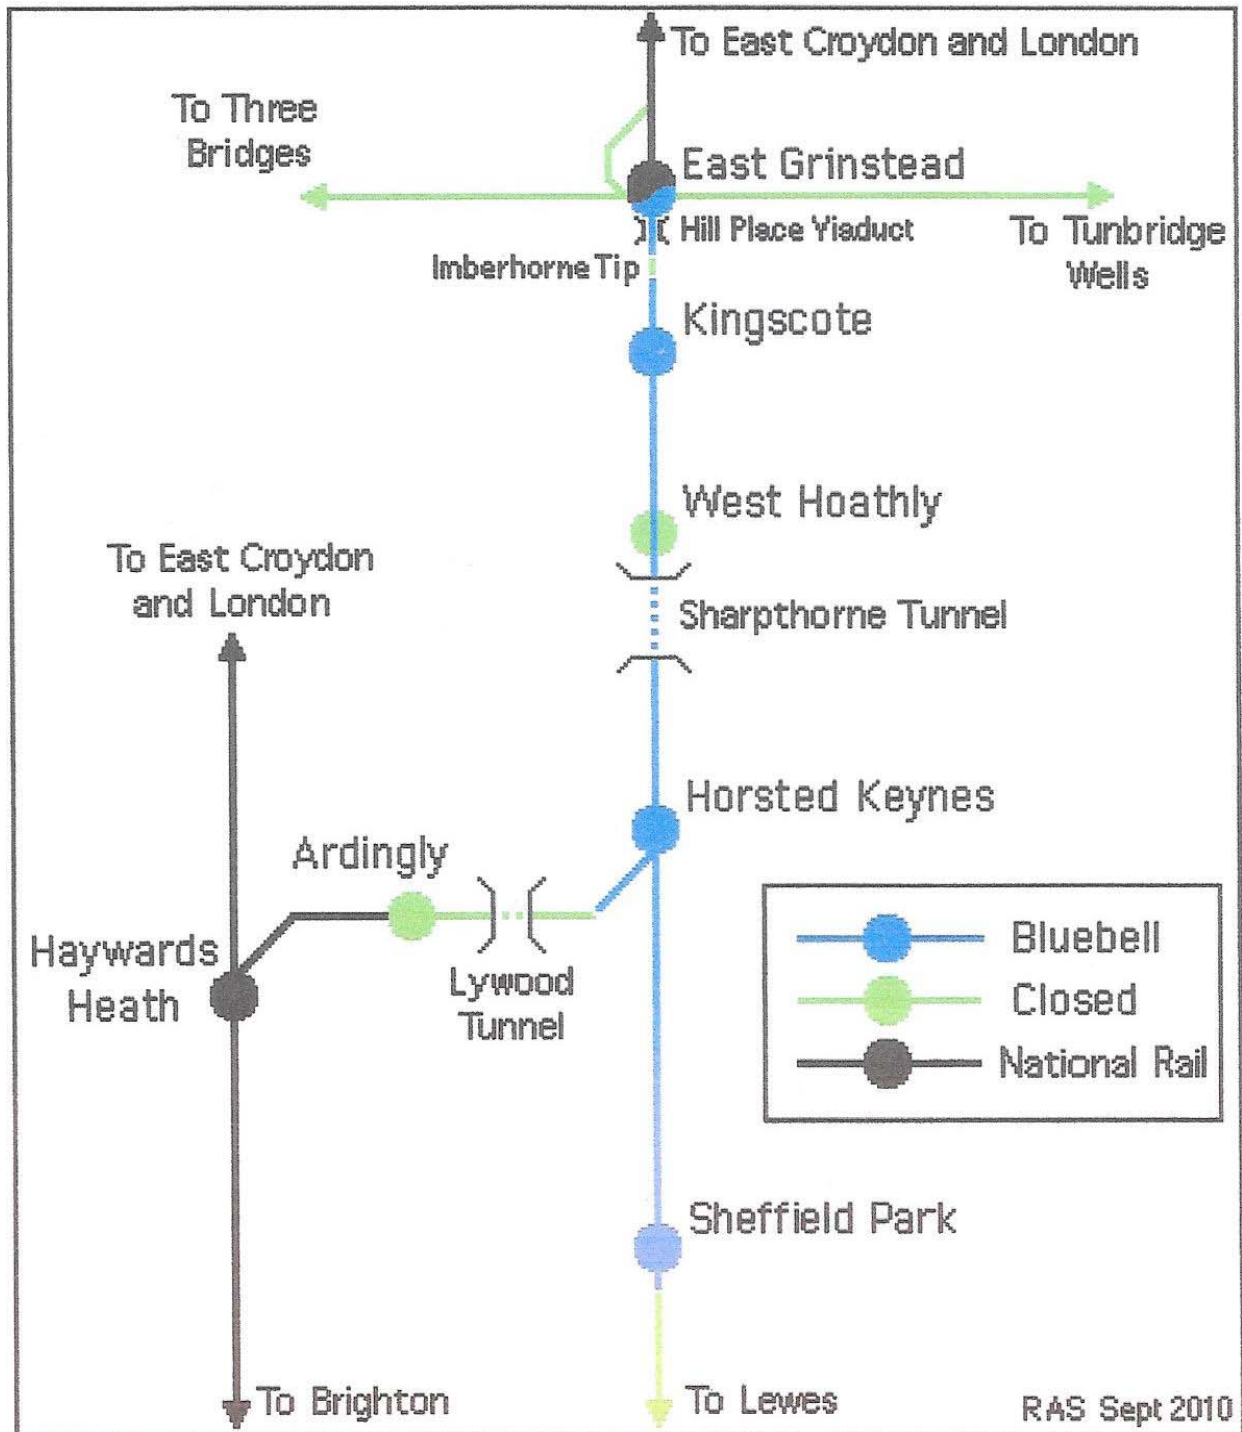 To East Croydon and London
To Three
Bridges
East Grinstead
Hill Place Viaduct
To Tunbridge
Wells
Imberhorne Tip
Kingscote
West Hoathly
To East Croydon
and London
Sharpthorne Tunnel
Horsted Keynes
Ardingly
Haywards
Heath
Lywood
Tunnel
Bluebell
Closed
National Rail
Sheffield Park
To Brighton
To Lewes
RAS Sept 2010